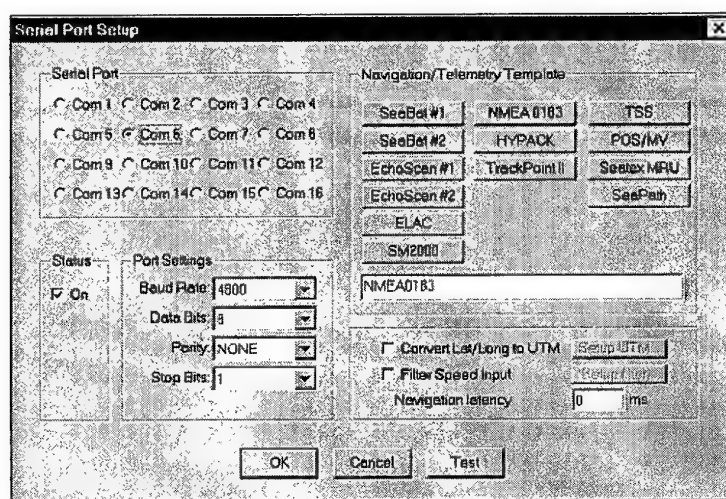 Serial Port Setup
Serial Port
Com 1 Com 2 Com 3 Com 4
Com 5 Com 6 Com 7 Com 8
Com 9 Com 10 Com 11 Com 12
Com 13 Com 14 Com 15 Com 16
Status
On
Port Settings
Baud Rate: 4800
Data Bits: 8
Parity: NONE
Stop Bits: 1
Navigation/Telemetry Template
SeaBat #1 NMEA 0183 TSS
SeaBat #2 HYPACK POS/MV
EchoScan #1 TrackPoint II Seatex MRU
EchoScan #2 SeaPath
ELAC
SM2000
NMEA0183
Convert Lat/Long to UTM Setup UTM
Filter Speed Input Setup Filter
Navigation latency 0 ms
OK Cancel Test